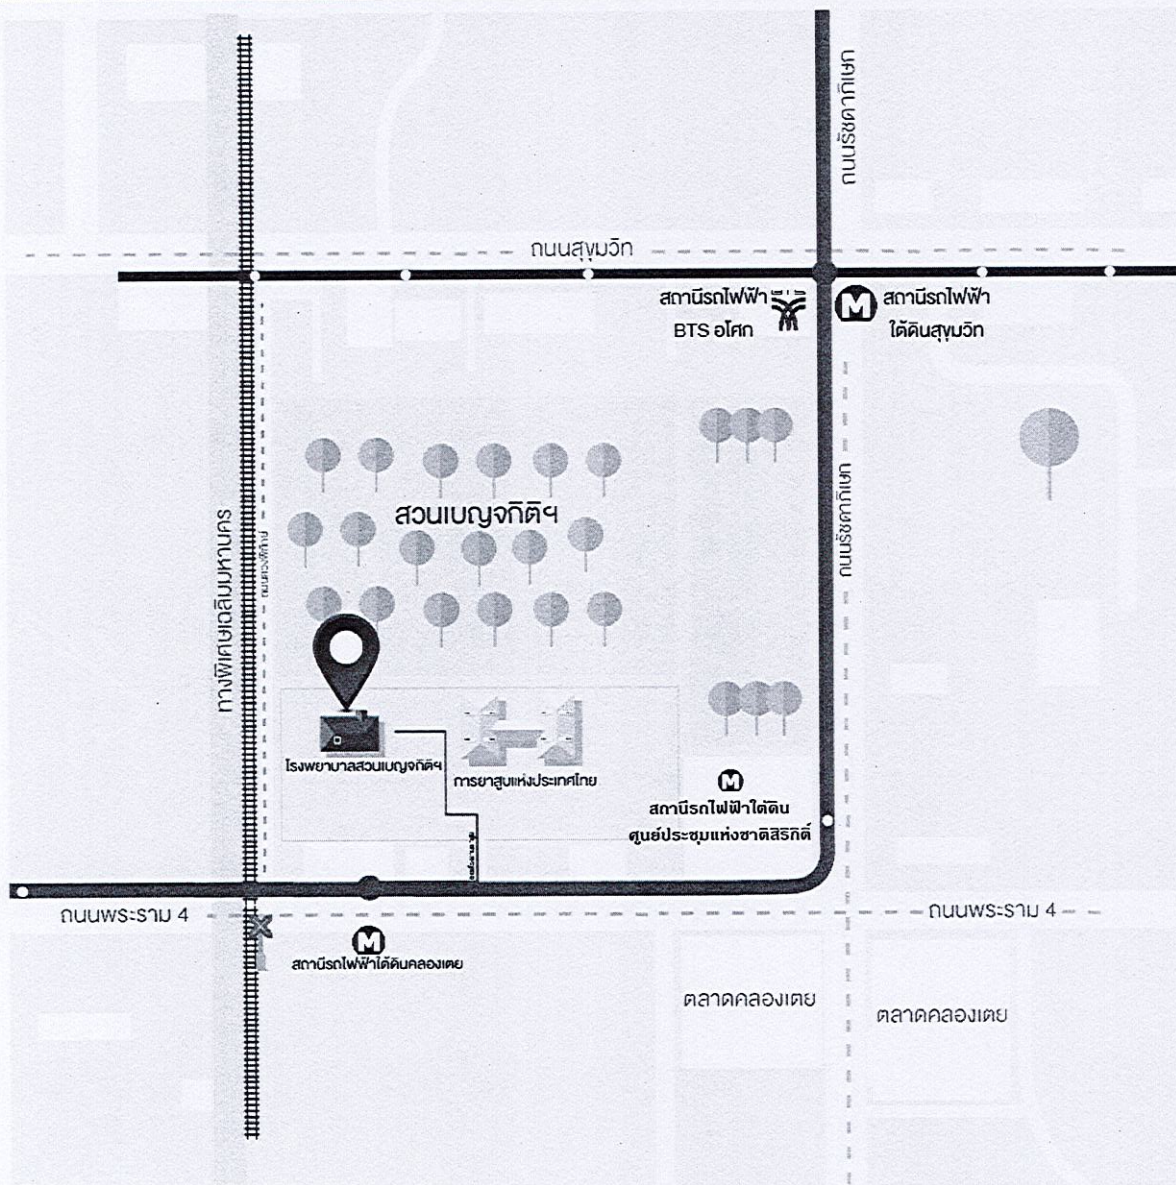 ถนนรัชดาภิเษก
ถนนสุขุมวิท
สถานีรถไฟฟ้า
BTS อโศก
M
สถานีรถไฟฟ้า
ใต้ดินสุขุมวิท
สวนเบญจกิติฯ
ทางพิเศษเฉลิมมหานคร
ถนนรัชดาภิเษก
โรงพยาบาลสวนเบญจกิติฯ
การยาสูบแห่งประเทศไทย
M
สถานีรถไฟฟ้าใต้ดิน
ศูนย์ประชุมแห่งชาติสิริกิติ์
ถนนพระราม 4
ถนนพระราม 4
M
สถานีรถไฟฟ้าใต้ดินคลองเตย
ตลาดคลองเตย
ตลาดคลองเตย